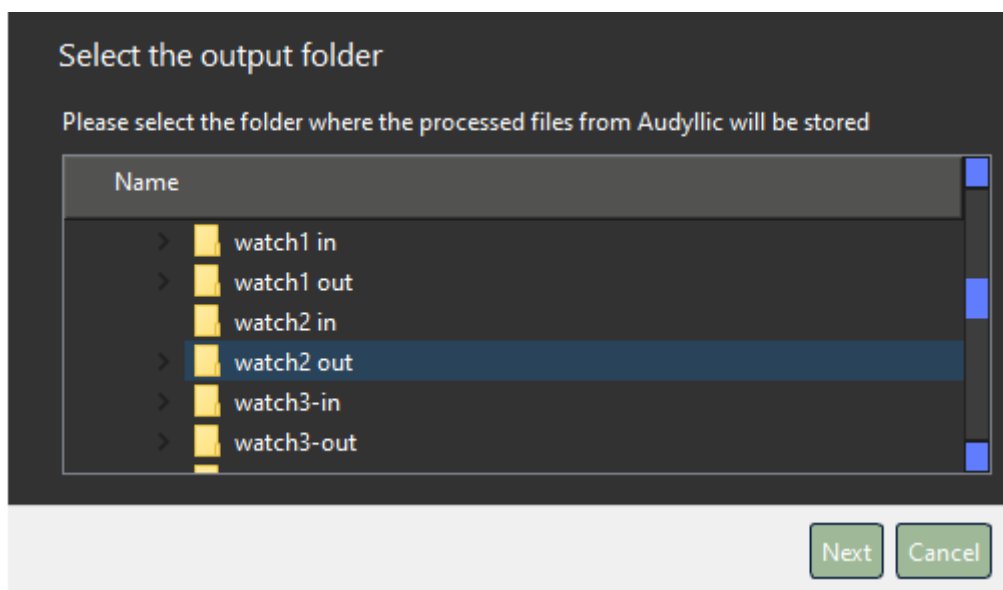 Select the output folder
Please select the folder where the processed files from Audyllic will be stored
Name
watch1 in
watch1 out
watch2 in
watch2 out
watch3-in
watch3-out
Next Cancel